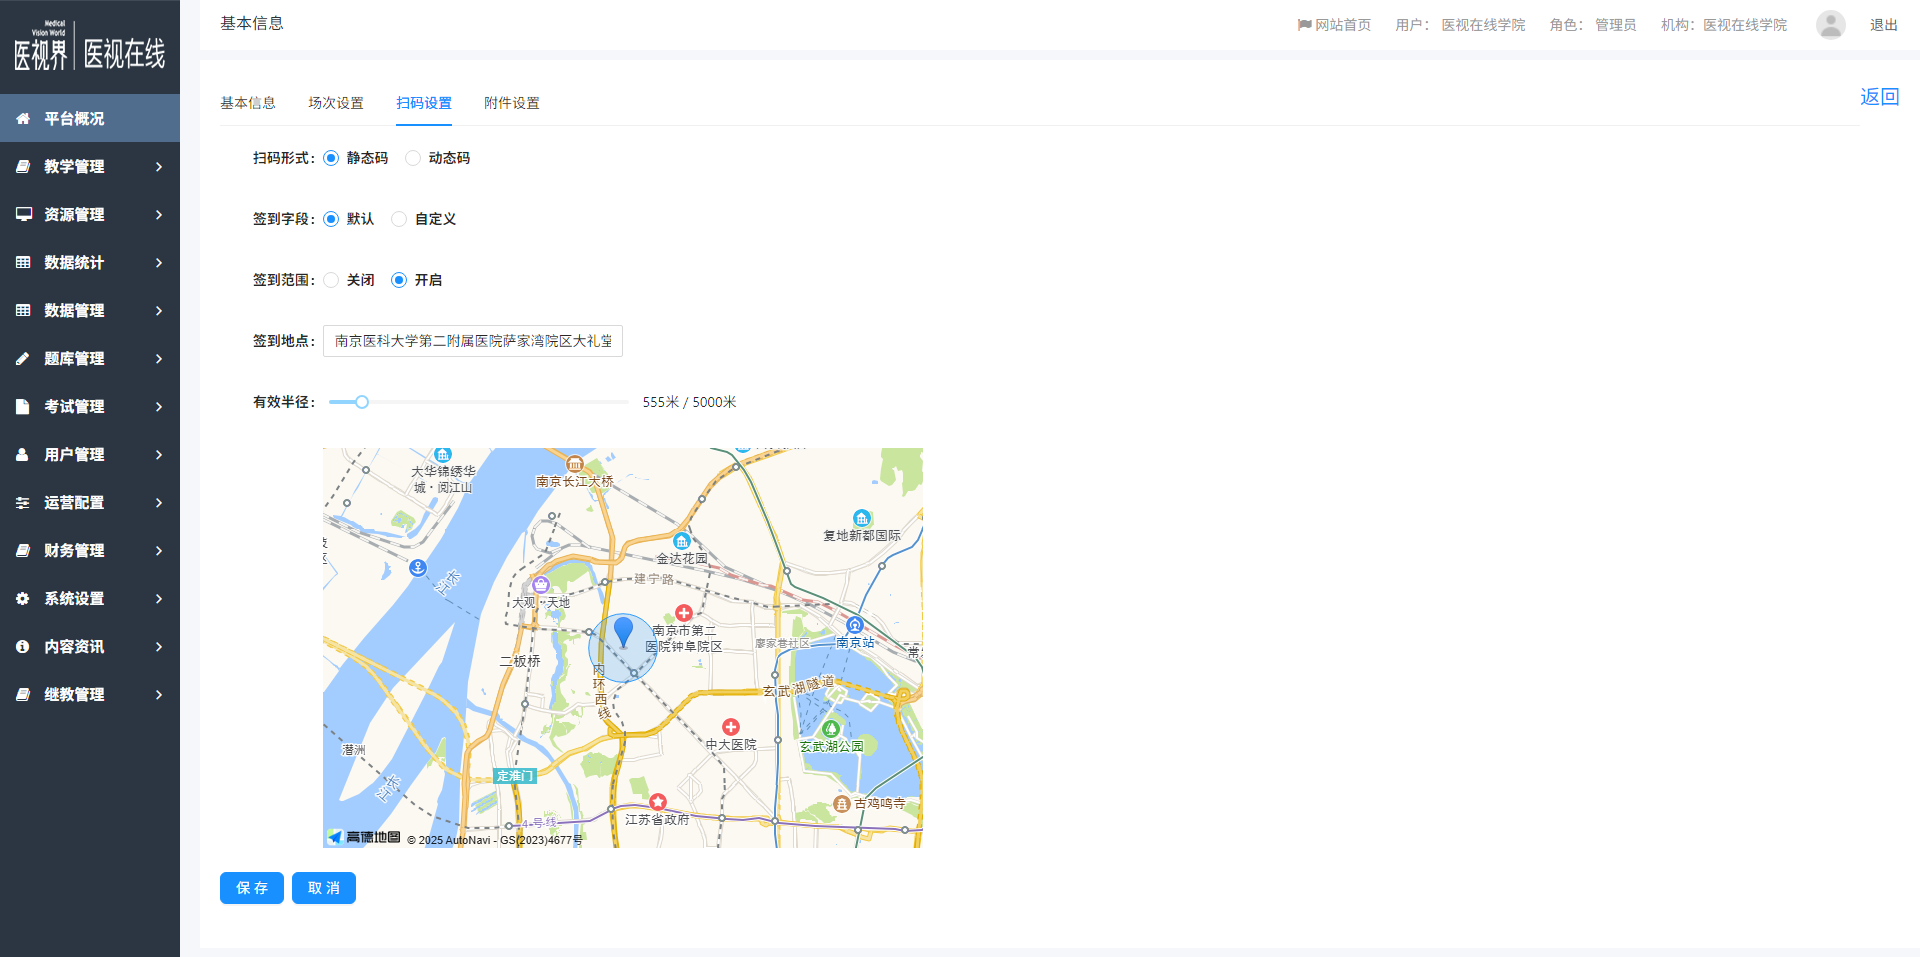 Medical
Vision World
医视界
医视在线
基本信息
网站首页
用户： 医视在线学院
角色： 管理员
机构：医视在线学院
退出
平台概况
教学管理
资源管理
数据统计
数据管理
题库管理
考试管理
用户管理
运营配置
财务管理
系统设置
内容资讯
继教管理
基本信息
场次设置
扫码设置
附件设置
返回
扫码形式：
静态码
动态码
签到字段：
默认
自定义
签到范围：
关闭
开启
签到地点：
南京医科大学第二附属医院萨家湾院区大礼堂
有效半径：
555米 / 5000米
大华锦绣华
城·阅江山
南京长江大桥
复地新都国际
金达花园
建宁路
长江
大观·天地
南京市第二
医院钟阜院区
廖家巷社区
南京站
二板桥
内环西线
玄武湖隧道
中大医院
玄武湖公园
潜洲
长江
定淮门
古鸡鸣寺
江苏省政府
4号线
高德地图
© 2025 AutoNavi - GS(2023)4677号
保 存
取 消